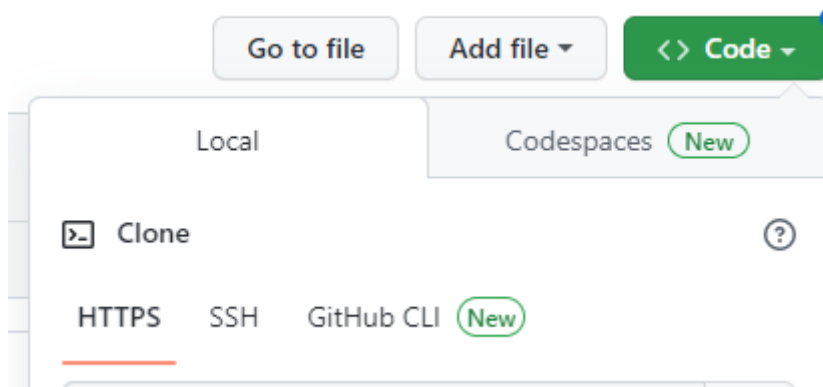 Go to file Add file <> Code
Local Codespaces New
Clone
HTTPS SSH GitHub CLI New